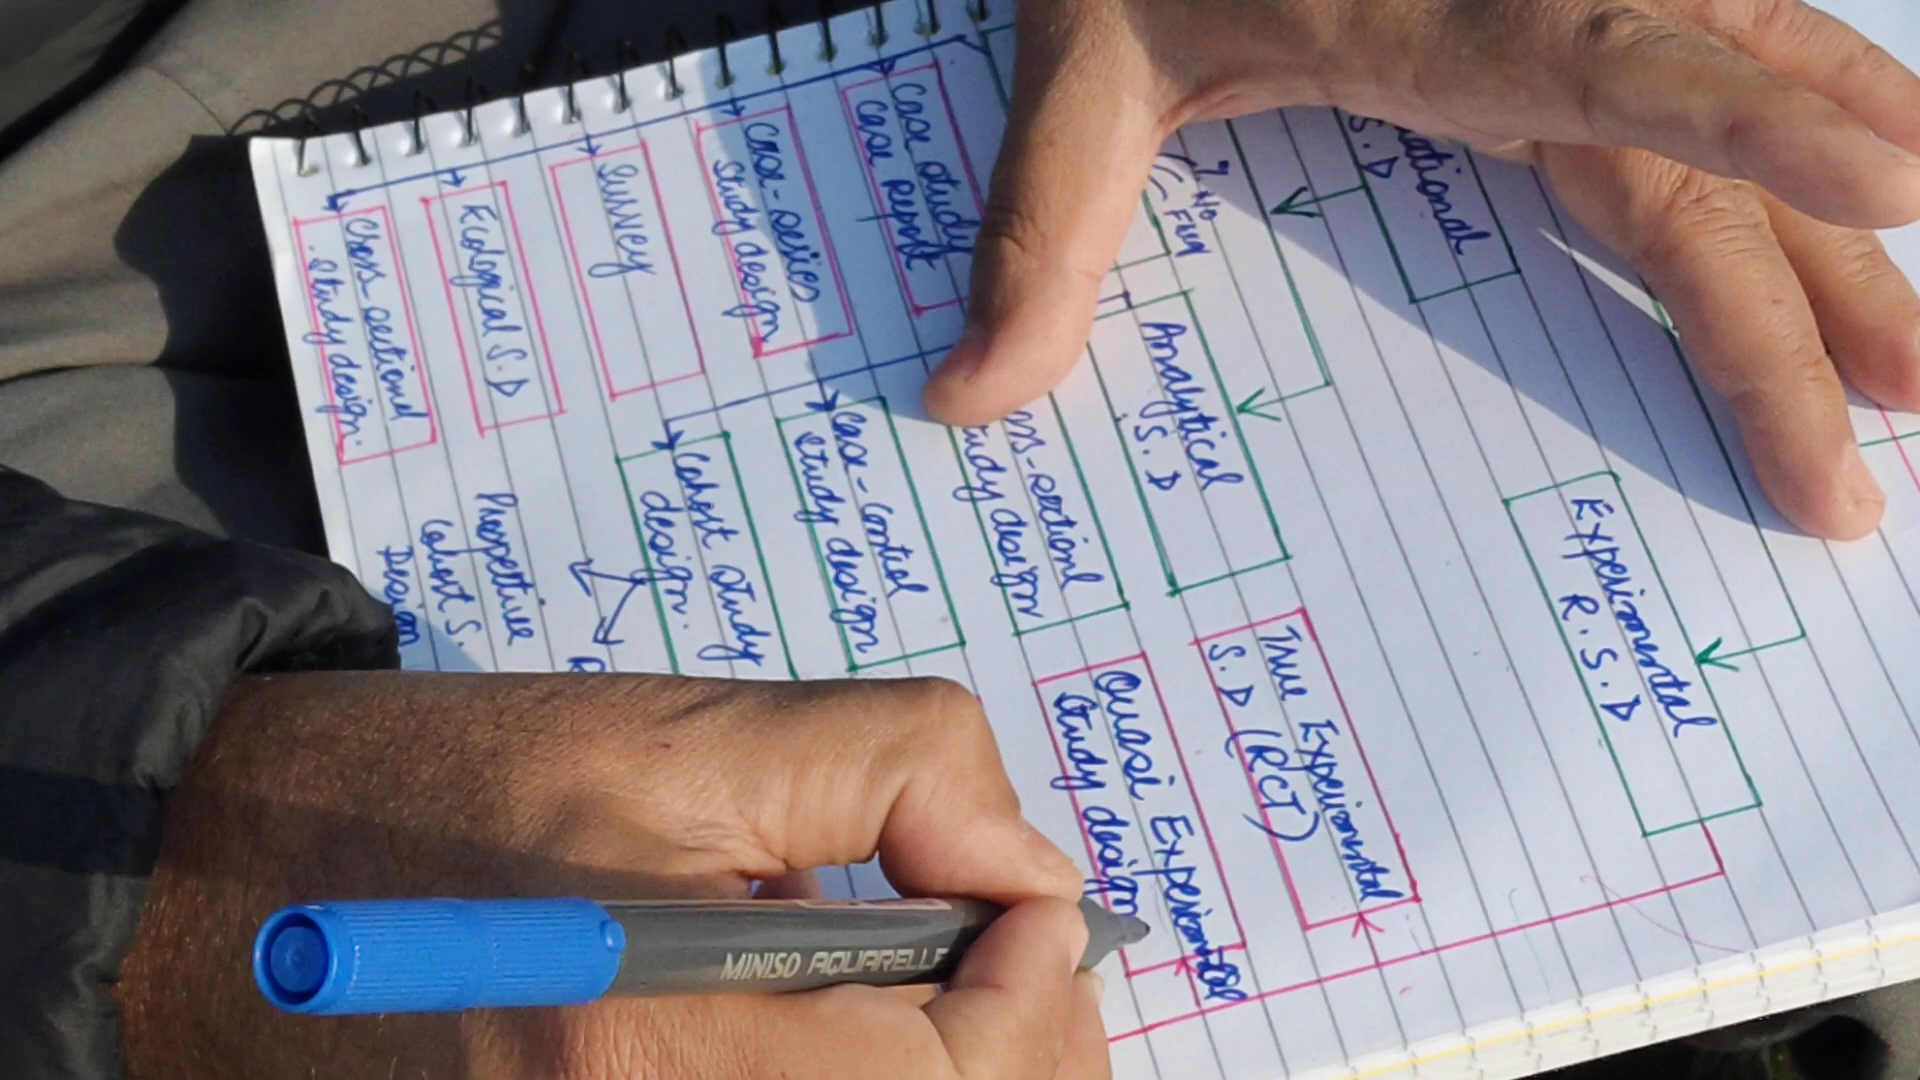 S. D
Experimental
R. S. D
No
Analytical
S. D
True Experimental
S. D (RCT)
Quasi Experimental
Study design
study design
Case study
Case Report
Case-series
Study design
Case-Control
study design
Survey
Cohort study
design.
Ecological S. D
Cross sectional
study design.
Prospective
Cohort S.
Design
MINISO AQUARELLE